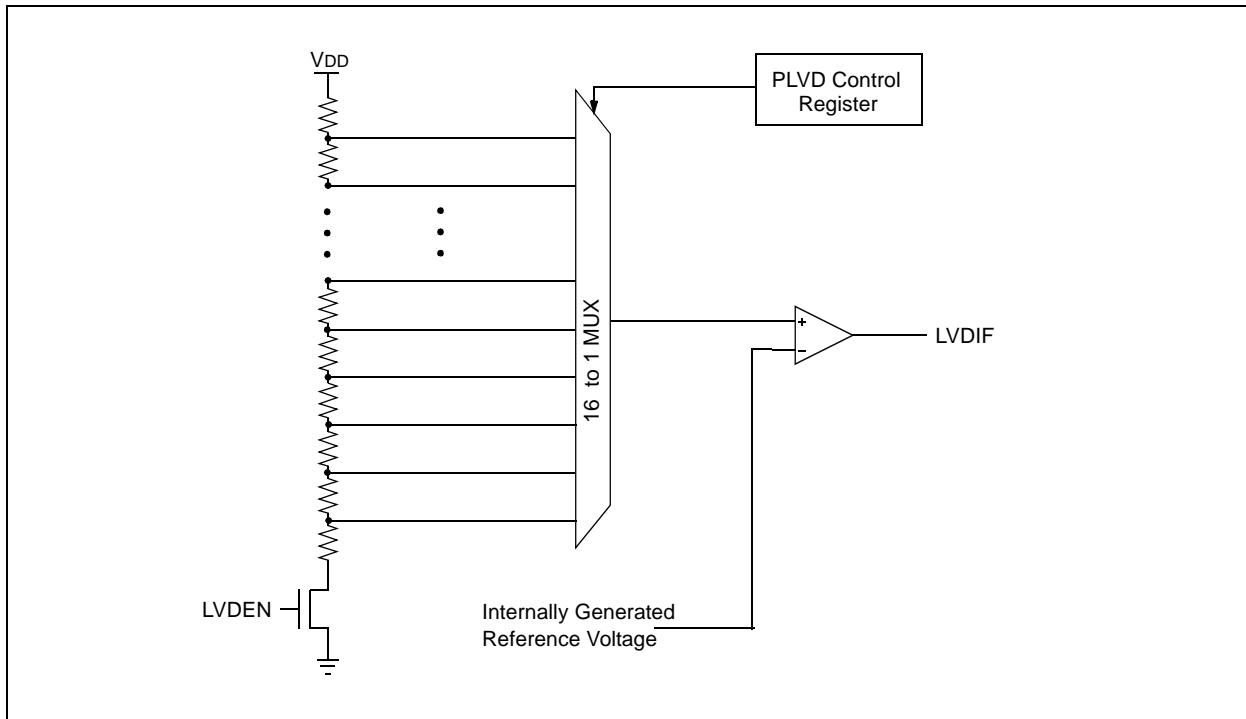 VDD
PLVD Control
Register
16 to 1 MUX
+
−
LVDIF
LVDEN
Internally Generated
Reference Voltage